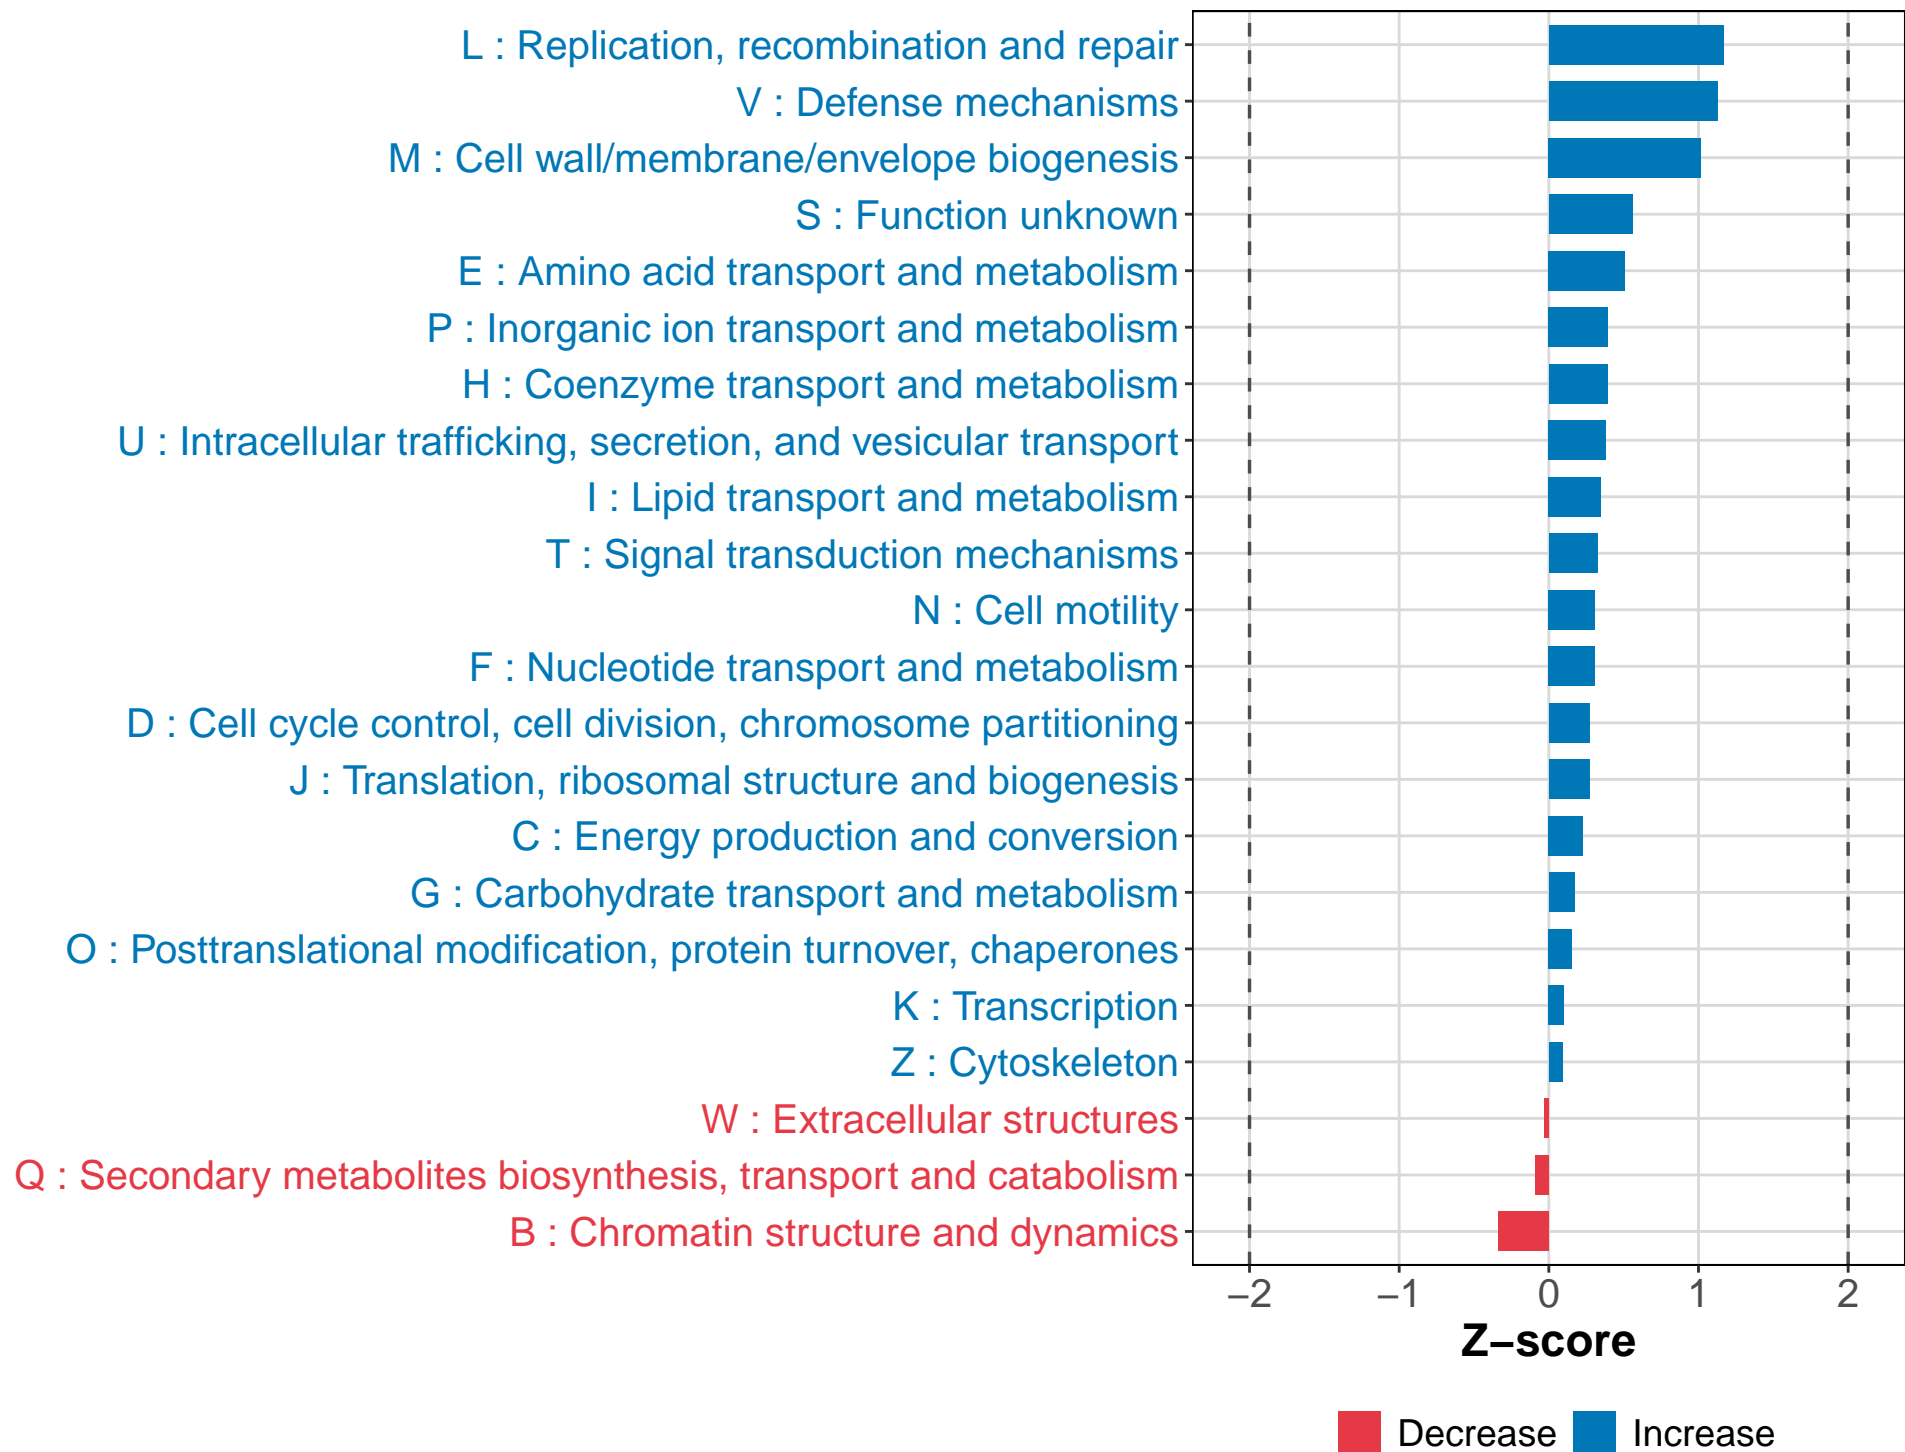 L : Replication, recombination and repair
V : Defense mechanisms
M : Cell wall/membrane/envelope biogenesis
S : Function unknown
E : Amino acid transport and metabolism
P : Inorganic ion transport and metabolism
H : Coenzyme transport and metabolism
U : Intracellular trafficking, secretion, and vesicular transport
I : Lipid transport and metabolism
T : Signal transduction mechanisms
N : Cell motility
F : Nucleotide transport and metabolism
D : Cell cycle control, cell division, chromosome partitioning
J : Translation, ribosomal structure and biogenesis
C : Energy production and conversion
G : Carbohydrate transport and metabolism
O : Posttranslational modification, protein turnover, chaperones
K : Transcription
Z : Cytoskeleton
W : Extracellular structures
Q : Secondary metabolites biosynthesis, transport and catabolism
B : Chromatin structure and dynamics
−2 −1 0 1 2
Z−score
Decrease Increase